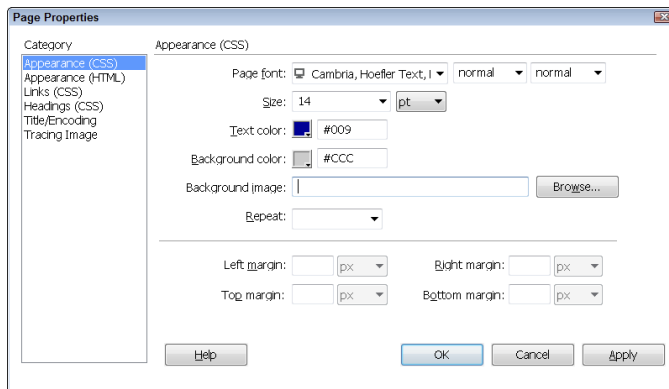 Page Properties
Category
Appearance (CSS)
Appearance (HTML)
Links (CSS)
Headings (CSS)
Title/Encoding
Tracing Image
Appearance (CSS)
Page font: Cambria, Hoefler Text, normal normal
Size: 14 pt
Text color: #009
Background color: #CCC
Background image: Browse...
Repeat:
Left margin: px Right margin: px
Top margin: px Bottom margin: px
Help OK Cancel Apply